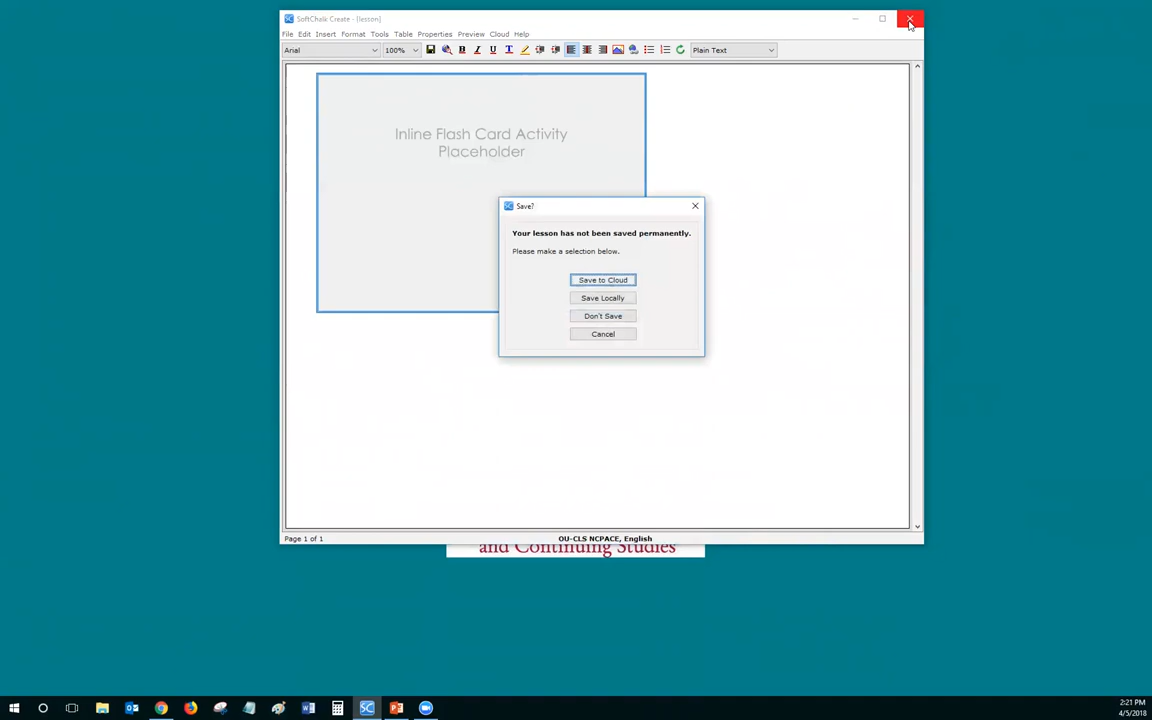 SoftChalk Create - [lesson]
File Edit Insert Format Tools Table Properties Preview Cloud Help
Arial 100% B I U T Plain Text
Inline Flash Card Activity
Placeholder
Save?
Your lesson has not been saved permanently.
Please make a selection below.
Save to Cloud
Save Locally
Don't Save
Cancel
Page 1 of 1 OU-CLS NCPACE, English
and Continuing Studies
2:21 PM
4/5/2018